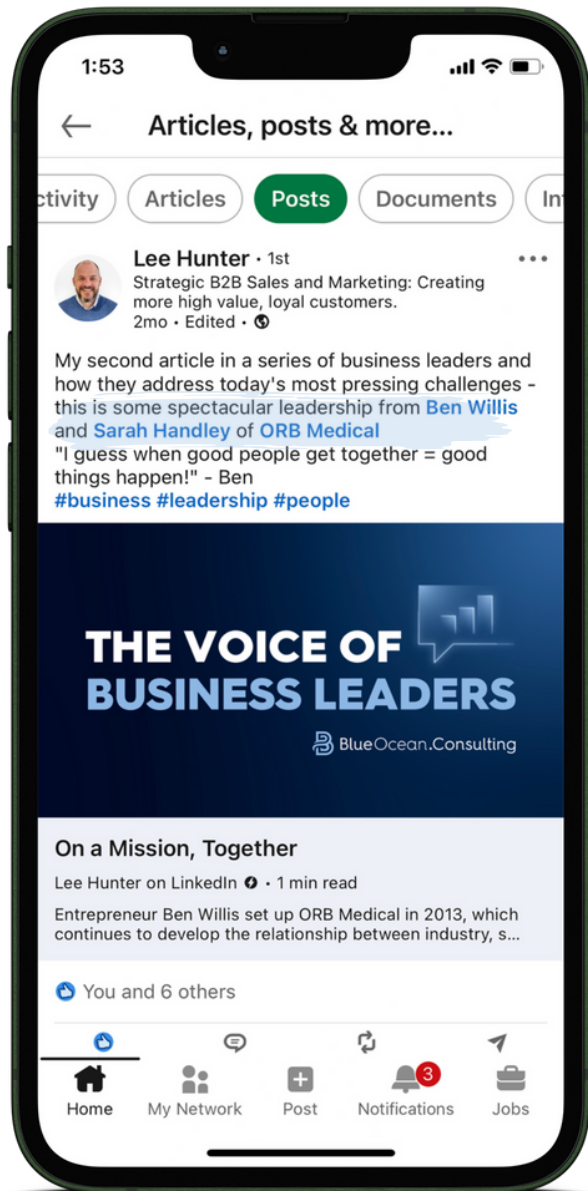 1:53
Articles, posts & more...
ctivity
Articles
Posts
Documents
In
Lee Hunter · 1st
Strategic B2B Sales and Marketing: Creating
more high value, loyal customers.
2mo · Edited ·
My second article in a series of business leaders and
how they address today's most pressing challenges -
this is some spectacular leadership from Ben Willis
and Sarah Handley of ORB Medical
"I guess when good people get together = good
things happen!" - Ben
#business #leadership #people
THE VOICE OF
BUSINESS LEADERS
BlueOcean.Consulting
On a Mission, Together
Lee Hunter on LinkedIn · 1 min read
Entrepreneur Ben Willis set up ORB Medical in 2013, which
continues to develop the relationship between industry, s...
You and 6 others
3
Home
My Network
Post
Notifications
Jobs